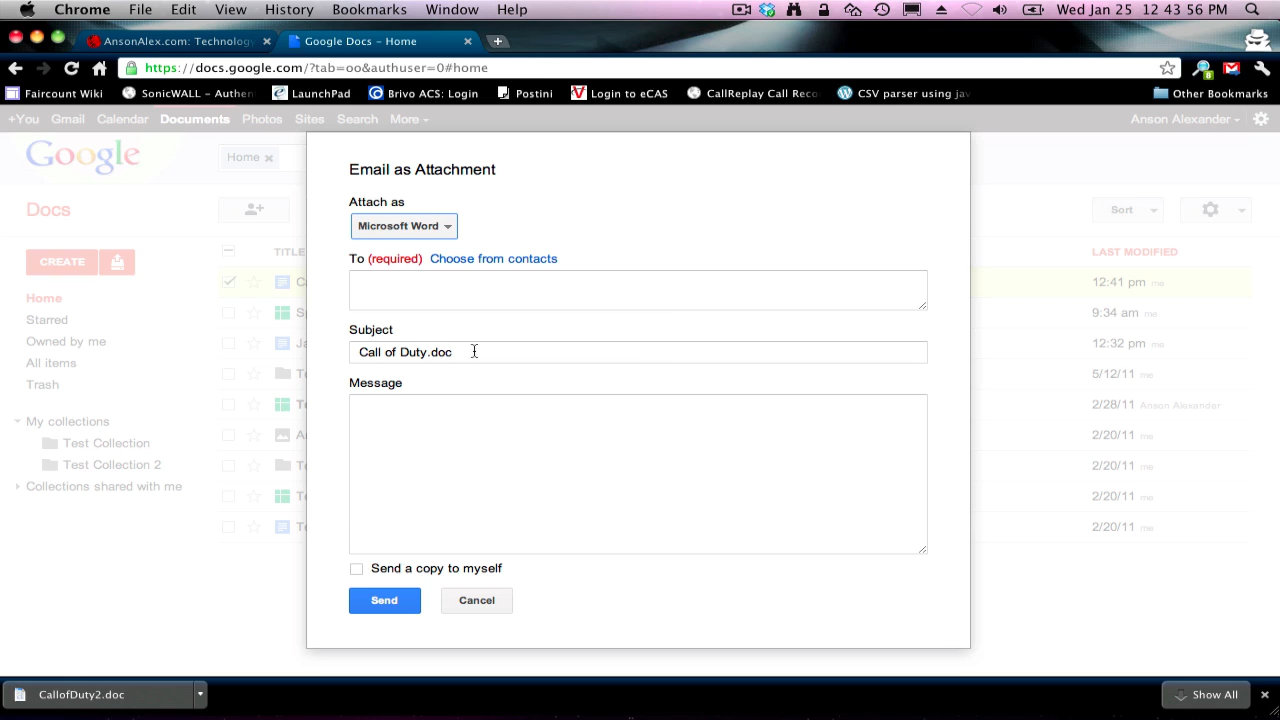 Chrome File Edit View History Bookmarks Window Help Wed Jan 25 12:43:56 PM
AnsonAlex.com: Technology Google Docs - Home
https://docs.google.com/?tab=oo&authuser=0#home
Faircount Wiki SonicWALL - Authen LaunchPad Brivo ACS: Login Postini Login to eCAS CallReplay Call Reco CSV parser using jav Other Bookmarks
+You Gmail Calendar Documents Photos Sites Search More Anson Alexander
Google Home
Email as Attachment
Docs Sort
Attach as
Microsoft Word
CREATE TITLE LAST MODIFIED
To (required) Choose from contacts
12:41 pm me
Home
Starred 9:34 am me
Subject
Owned by me 12:32 pm me
Call of Duty.doc
All items
Trash 5/12/11 me
Message
2/28/11 Anson Alexander
My collections
Test Collection 2/20/11 me
Test Collection 2 2/20/11 me
Collections shared with me 2/20/11 me
2/20/11 me
Send a copy to myself
Send Cancel
CallofDuty2.doc Show All